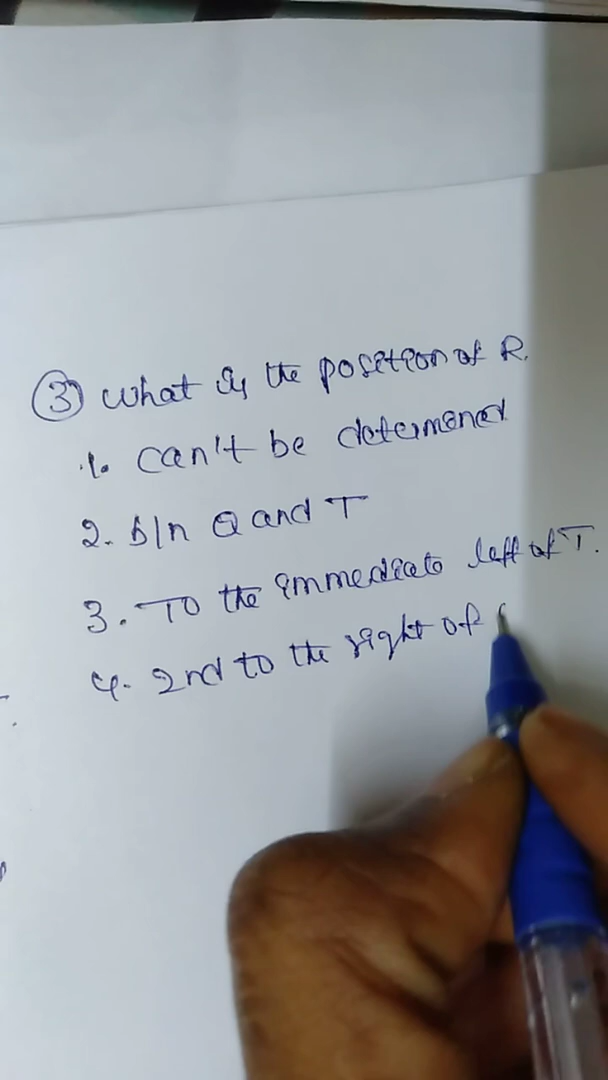 ③ What is the position of R.
1. Can't be determined
2. b/n Q and T
3. To the immediate left of T.
4. 2nd to the right of